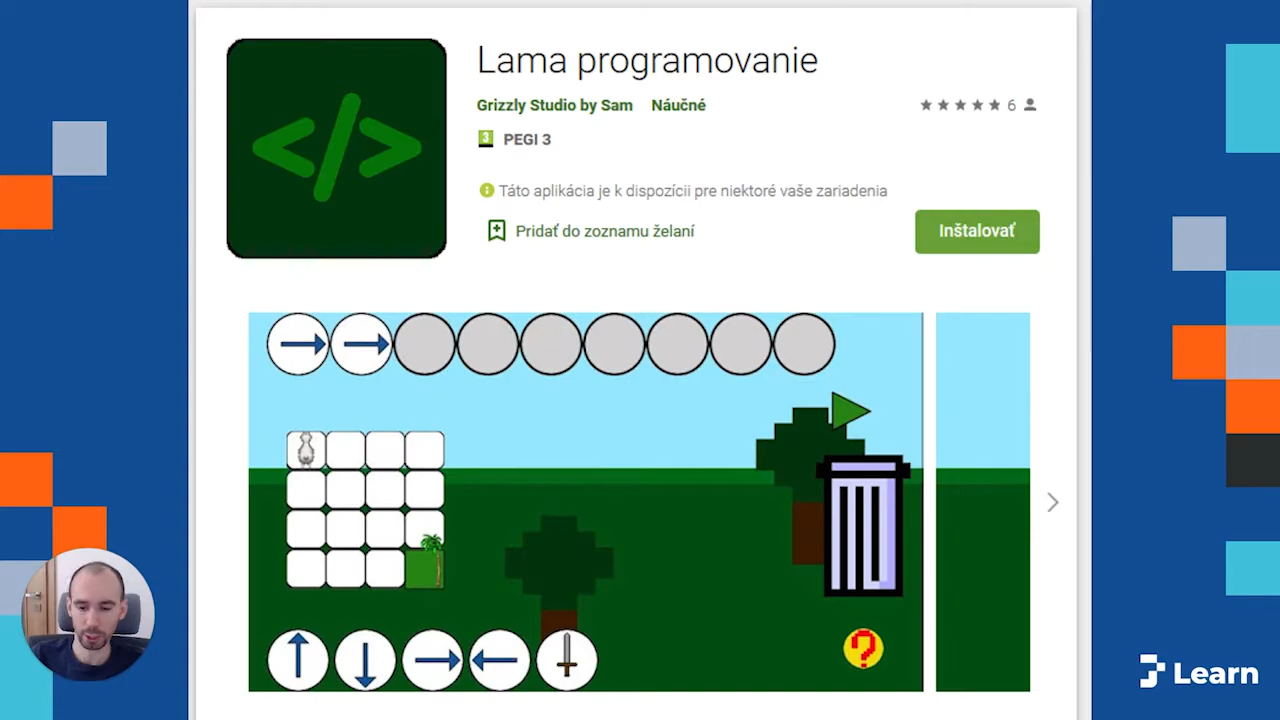 </>
Lama programovanie
Grizzly Studio by Sam Náučné
6
3 PEGI 3
Táto aplikácia je k dispozícii pre niektoré vaše zariadenia
Pridať do zoznamu želaní
Inštalovať
?
Learn